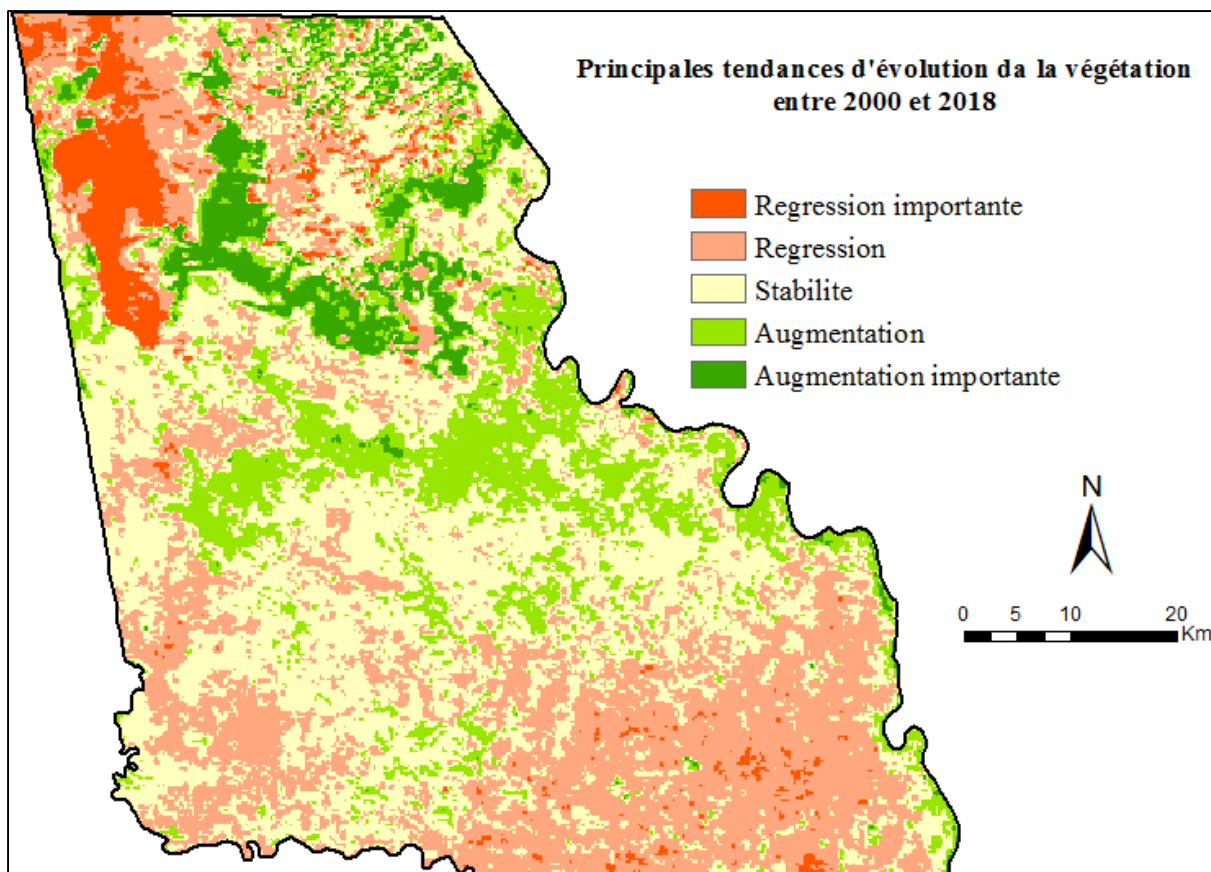 Principales tendances d'évolution da la végétation
entre 2000 et 2018
Regression importante
Regression
Stabilite
Augmentation
Augmentation importante
N
0 5 10 20
Km